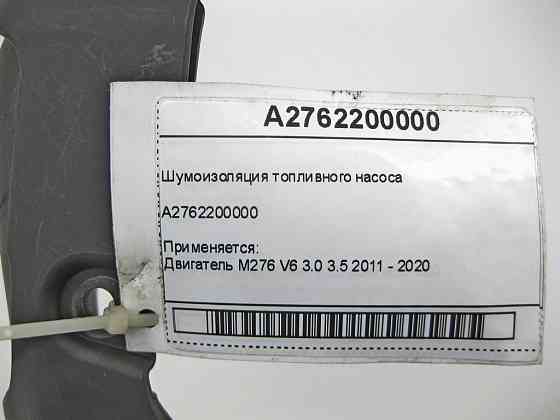 A2762200000
Шумоизоляция топливного насоса
A2762200000
Применяется:
Двигатель M276 V6 3.0 3.5 2011 - 2020